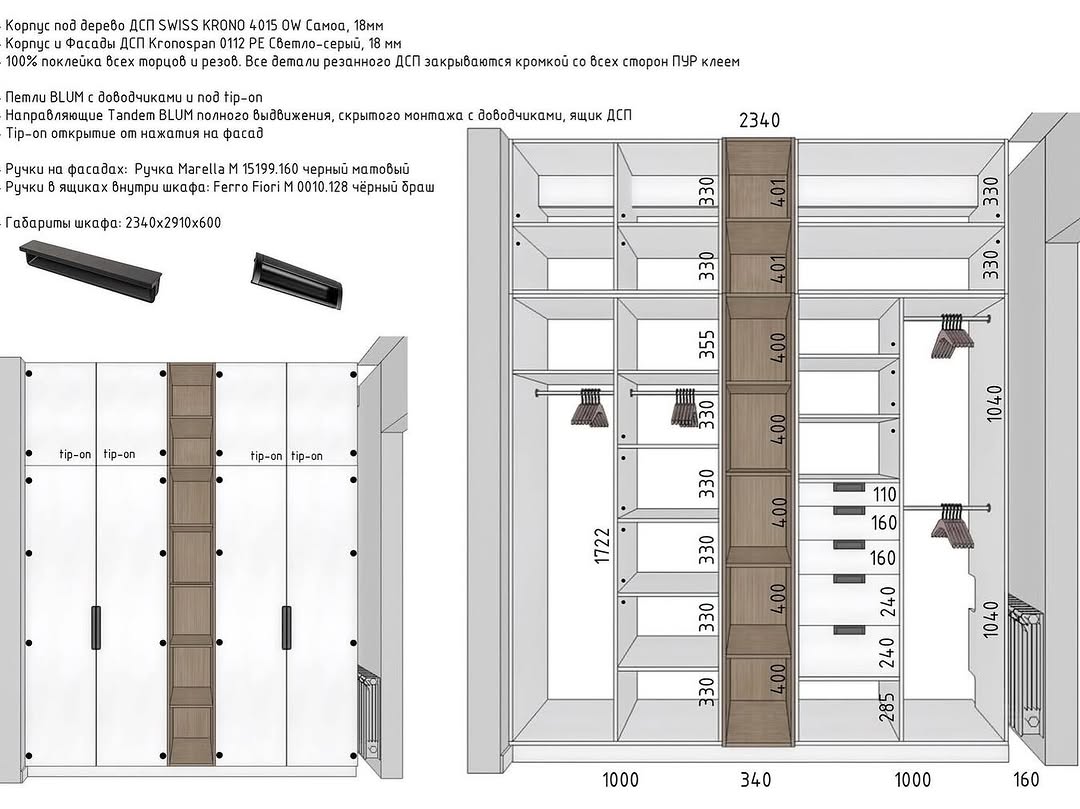 - Корпус под дерево ДСП SWISS KRONO 4015 OW Самоа, 18мм
- Корпус и Фасады ДСП Kronospan 0112 PE Светло-серый, 18 мм
- 100% поклейка всех торцов и резов. Все детали резанного ДСП закрываются кромкой со всех сторон ПУР клеем
- Петли BLUM с доводчиками и под tip-on
- Направляющие Tandem BLUM полного выдвижения, скрытого монтажа с доводчиками, ящик ДСП
- Tip-on открытие от нажатия на фасад
- Ручки на фасадах: Ручка Marella М 15199.160 черный матовый
- Ручки в ящиках внутри шкафа: Ferro Fiori М 0010.128 чёрный браш
- Габариты шкафа: 2340х2910х600
tip-on
tip-on
tip-on
tip-on
2340
330
401
330
330
401
330
355
400
330
400
1040
330
400
110
160
1722
330
160
330
400
240
1040
330
400
240
285
1000
340
1000
160